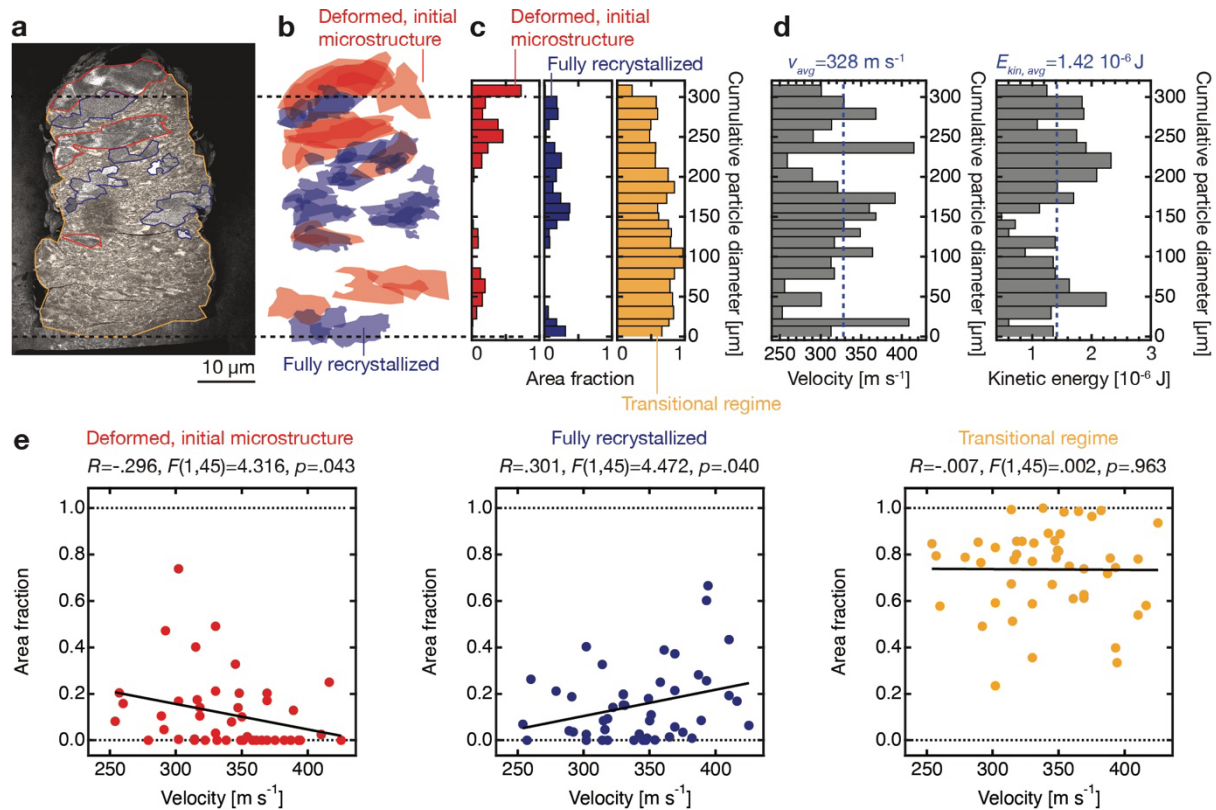 a
b
Deformed, initial
microstructure
c
Deformed, initial
microstructure
Fully recrystallized
d
v avg=328 m s-1
E kin, avg=1.42 10-6 J
Cumulative particle diameter [µm]
300
250
200
150
100
50
0
Cumulative particle diameter [µm]
300
250
200
150
100
50
0
Cumulative particle diameter [µm]
300
250
200
150
100
50
0
10 µm
Fully recrystallized
0 1 0 1 0 1
Area fraction
Transitional regime
250 300 350 400
Velocity [m s-1]
1 2 3
Kinetic energy [10-6 J]
e
Deformed, initial microstructure
R=-.296, F(1,45)=4.316, p=.043
Area fraction
1.0
0.8
0.6
0.4
0.2
0.0
250 300 350 400
Velocity [m s-1]
Fully recrystallized
R=.301, F(1,45)=4.472, p=.040
Area fraction
1.0
0.8
0.6
0.4
0.2
0.0
250 300 350 400
Velocity [m s-1]
Transitional regime
R=-.007, F(1,45)=.002, p=.963
Area fraction
1.0
0.8
0.6
0.4
0.2
0.0
250 300 350 400
Velocity [m s-1]